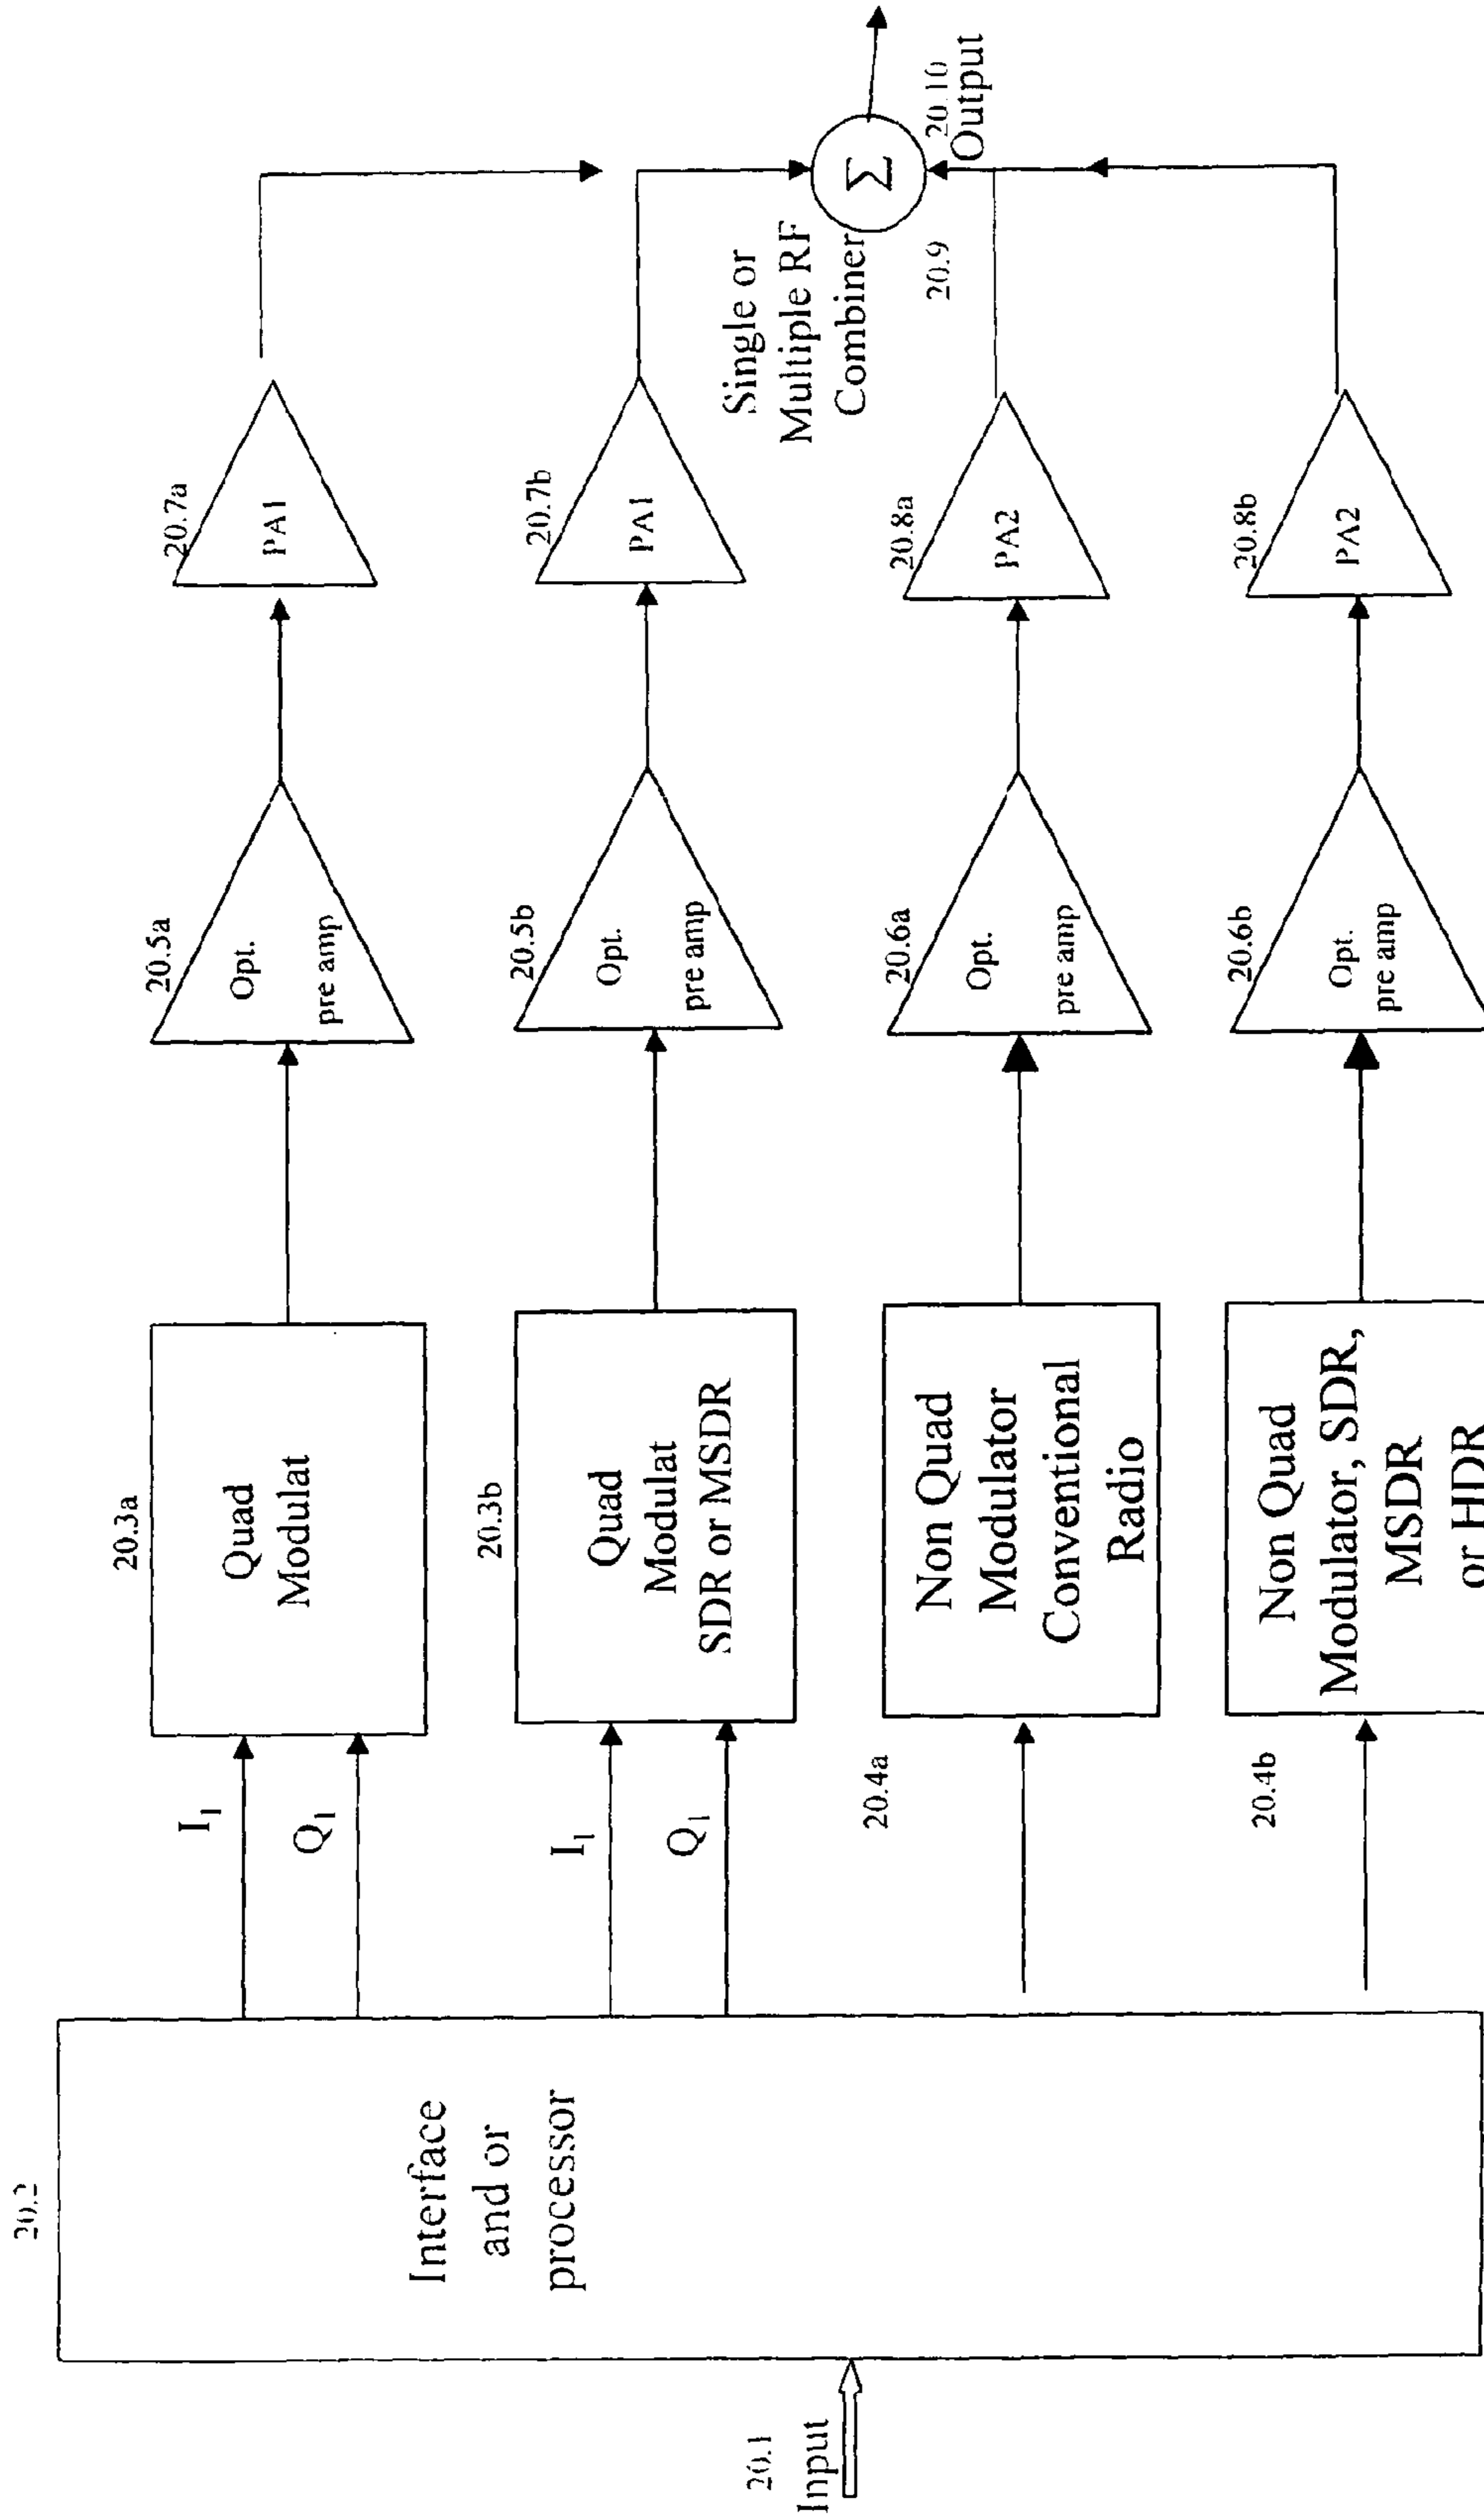 20.1
Input
20.2
Interface
and or
processor
I1
Q1
20.3a
Quad
Modulat
20.5a
Opt.
pre amp
20.7a
PA1
I1
Q1
20.3b
Quad
Modulat
SDR or MSDR
20.5b
Opt.
pre amp
20.7b
PA1
Single or
Multiple RF
Combiner
Σ
20.9
20.10
Output
20.4a
Non Quad
Modulator
Conventional
Radio
20.6a
Opt.
pre amp
20.8a
PA2
20.4b
Non Quad
Modulator, SDR,
MSDR
or HDR
20.6b
Opt.
pre amp
20.8b
PA2